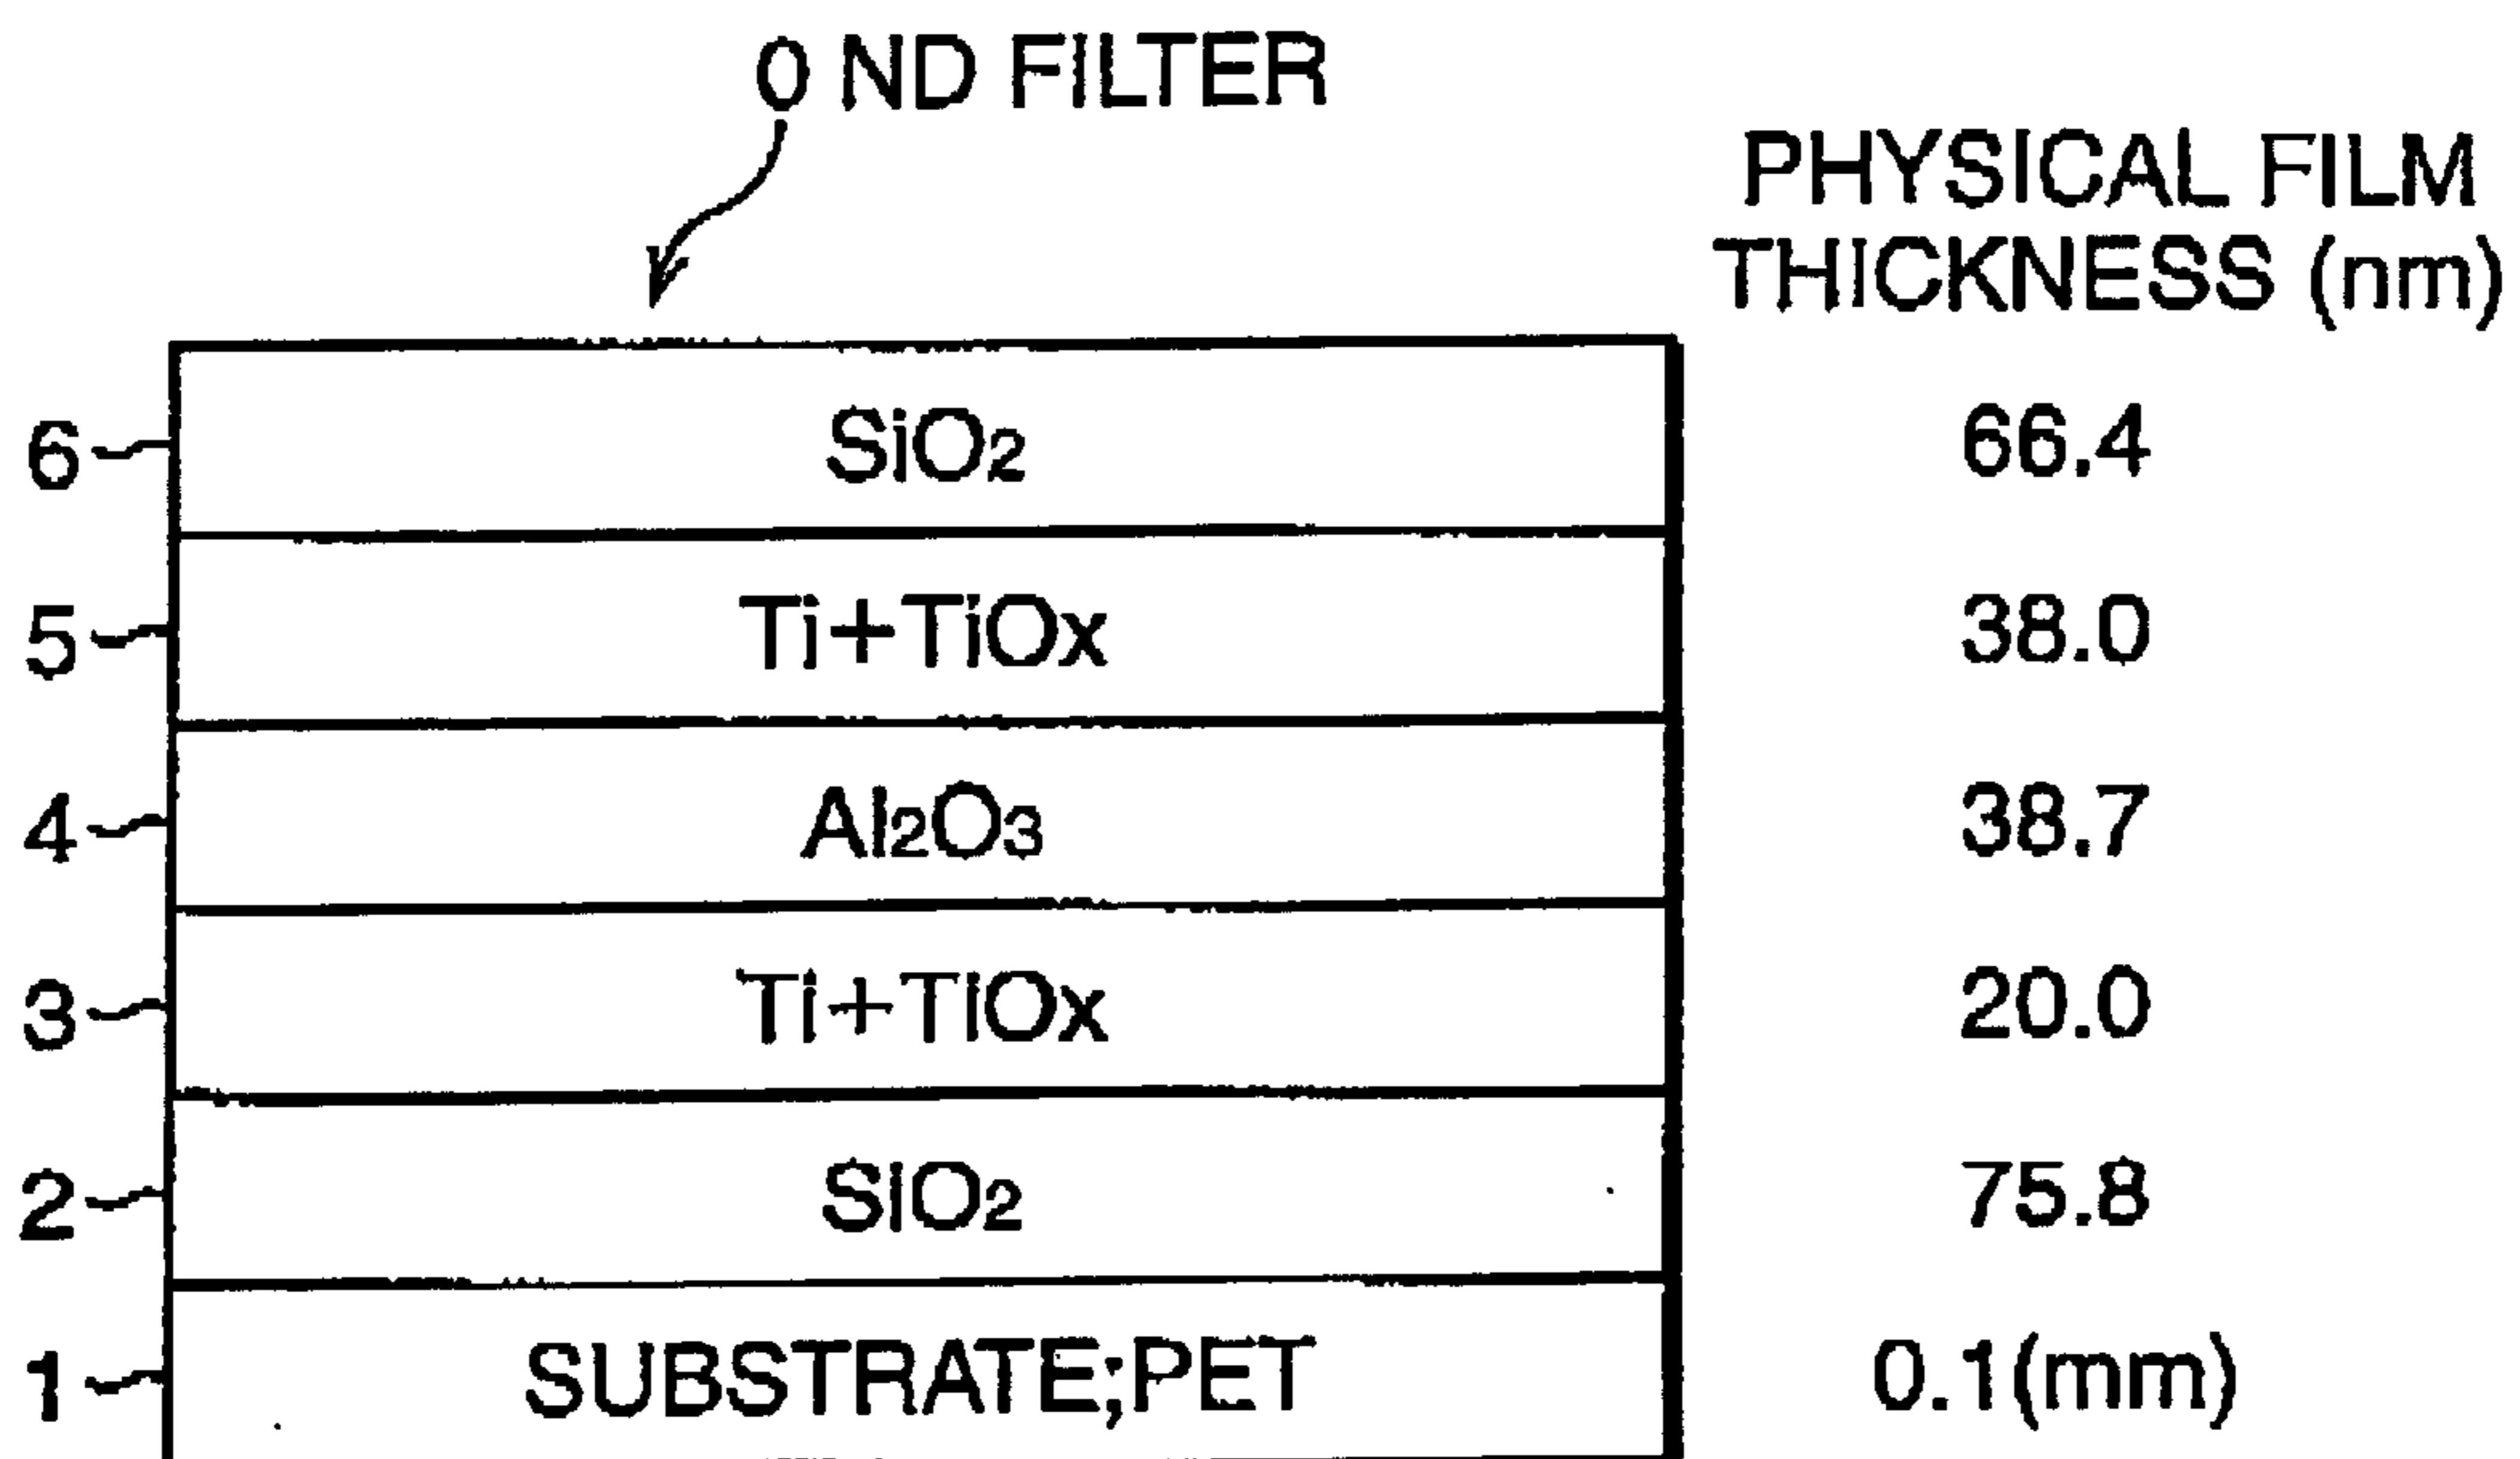 0 ND FILTER
PHYSICAL FILM
THICKNESS (nm)
6 SiO2 66.4
5 Ti+TiOx 38.0
4 Al2O3 38.7
3 Ti+TiOx 20.0
2 SiO2 75.8
1 SUBSTRATE;PET 0.1(mm)